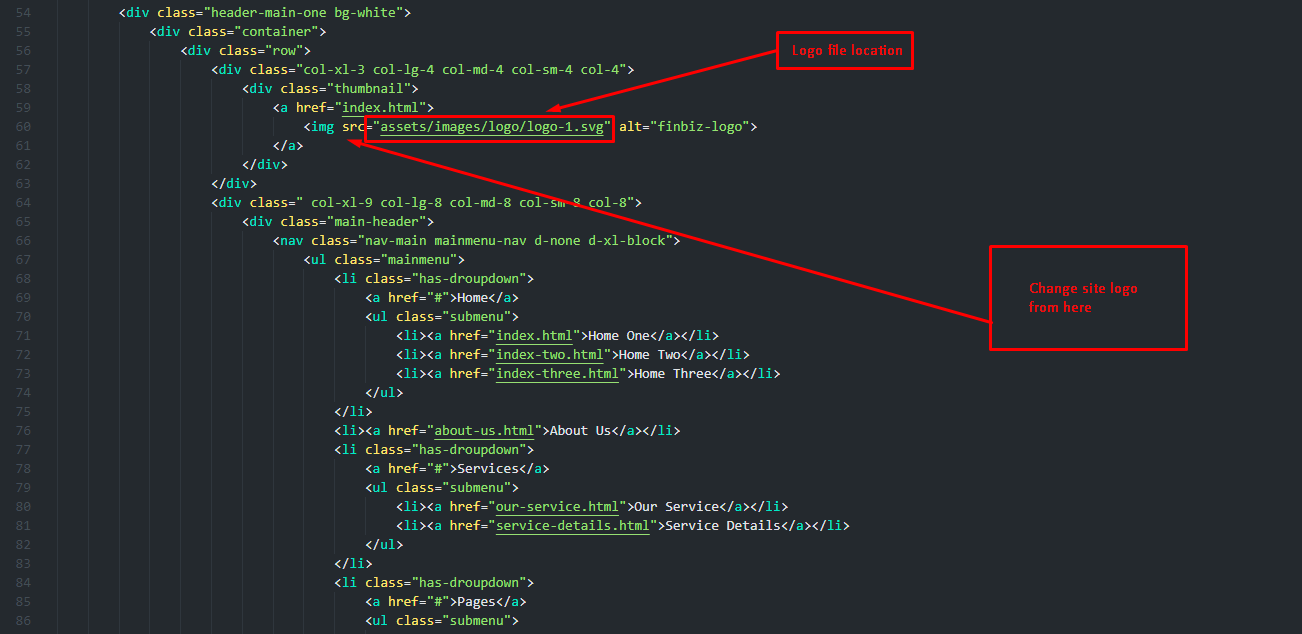 54 <div class="header-main-one bg-white">
55 <div class="container">
56 <div class="row">
Logo file location
57 <div class="col-xl-3 col-lg-4 col-md-4 col-sm-4 col-4">
58 <div class="thumbnail">
59 <a href="index.html">
60 <img src="assets/images/logo/logo-1.svg" alt="finbiz-logo">
61 </a>
62 </div>
63 </div>
64 <div class=" col-xl-9 col-lg-8 col-md-8 col-sm-8 col-8">
65 <div class="main-header">
66 <nav class="nav-main mainmenu-nav d-none d-xl-block">
67 <ul class="mainmenu">
68 <li class="has-droupdown">
Change site logo
from here
69 <a href="#">Home</a>
70 <ul class="submenu">
71 <li><a href="index.html">Home One</a></li>
72 <li><a href="index-two.html">Home Two</a></li>
73 <li><a href="index-three.html">Home Three</a></li>
74 </ul>
75 </li>
76 <li><a href="about-us.html">About Us</a></li>
77 <li class="has-droupdown">
78 <a href="#">Services</a>
79 <ul class="submenu">
80 <li><a href="our-service.html">Our Service</a></li>
81 <li><a href="service-details.html">Service Details</a></li>
82 </ul>
83 </li>
84 <li class="has-droupdown">
85 <a href="#">Pages</a>
86 <ul class="submenu">